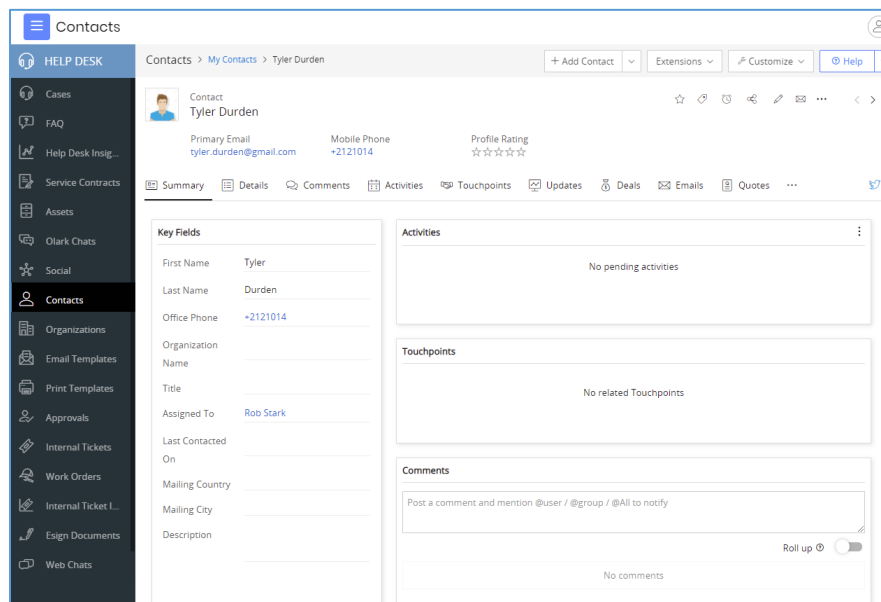 Contacts
HELP DESK
Contacts > My Contacts > Tyler Durden
+ Add Contact
Extensions
Customize
Help
Cases
FAQ
Help Desk Insig...
Service Contracts
Assets
Olark Chats
Social
Contacts
Organizations
Email Templates
Print Templates
Approvals
Internal Tickets
Work Orders
Internal Ticket I...
Esign Documents
Web Chats
Contact
Tyler Durden
Primary Email
Mobile Phone
Profile Rating
tyler.durden@gmail.com
+2121014
Summary
Details
Comments
Activities
Touchpoints
Updates
Deals
Emails
Quotes
Key Fields
First Name Tyler
Last Name Durden
Office Phone +2121014
Organization
Name
Title
Assigned To Rob Stark
Last Contacted
On
Mailing Country
Mailing City
Description
Activities
No pending activities
Touchpoints
No related Touchpoints
Comments
Post a comment and mention @user / @group / @All to notify
Roll up
No comments